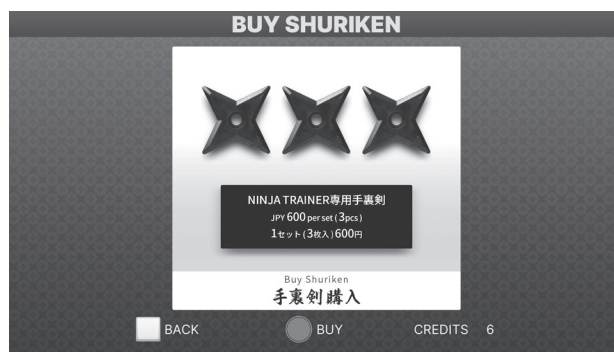 BUY SHURIKEN
NINJA TRAINER専用手裏剣
JPY 600 per set ( 3pcs )
1セット ( 3枚入 ) 600円
Buy Shuriken
手裏剣購入
BACK
BUY
CREDITS 6